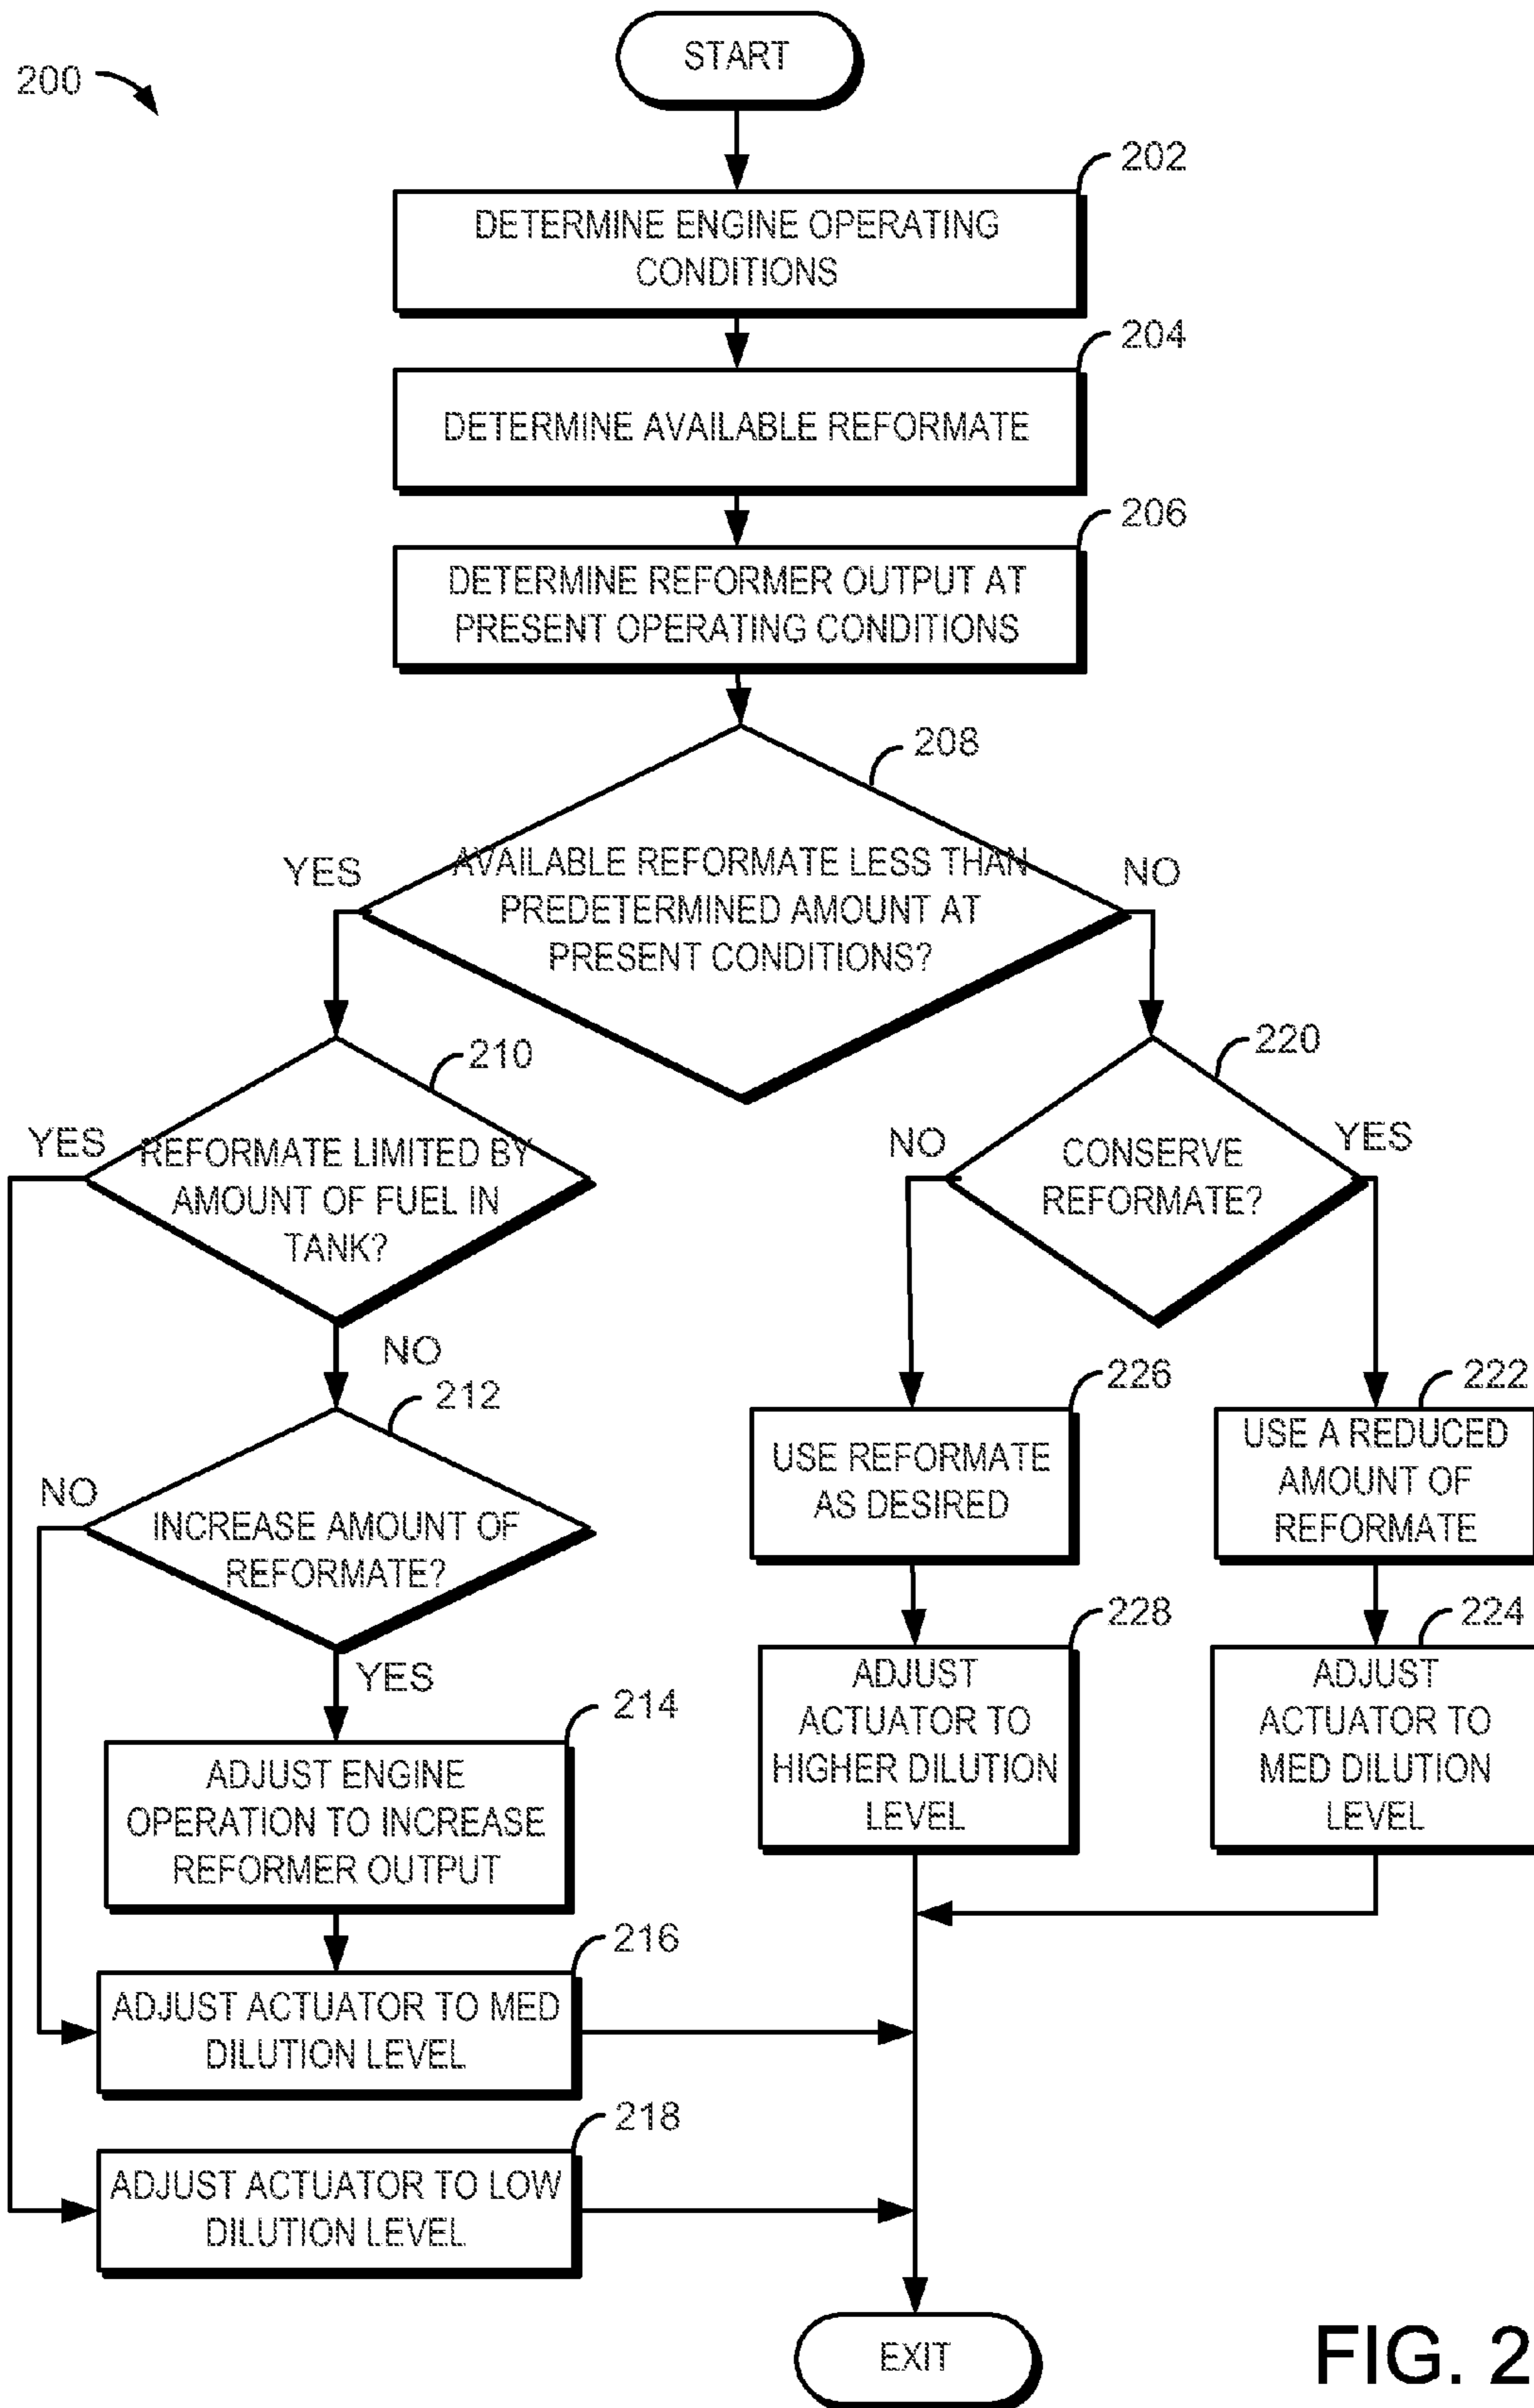 START
200
202
DETERMINE ENGINE OPERATING
CONDITIONS
204
DETERMINE AVAILABLE REFORMATE
206
DETERMINE REFORMER OUTPUT AT
PRESENT OPERATING CONDITIONS
208
YES
AVAILABLE REFORMATE LESS THAN
PREDETERMINED AMOUNT AT
PRESENT CONDITIONS?
NO
210
YES
REFORMATE LIMITED BY
AMOUNT OF FUEL IN
TANK?
NO
220
NO
CONSERVE
REFORMATE?
YES
212
NO
INCREASE AMOUNT OF
REFORMATE?
YES
226
USE REFORMATE
AS DESIRED
222
USE A REDUCED
AMOUNT OF
REFORMATE
214
ADJUST ENGINE
OPERATION TO INCREASE
REFORMER OUTPUT
228
ADJUST
ACTUATOR TO
HIGHER DILUTION
LEVEL
224
ADJUST
ACTUATOR TO
MED DILUTION
LEVEL
216
ADJUST ACTUATOR TO MED
DILUTION LEVEL
218
ADJUST ACTUATOR TO LOW
DILUTION LEVEL
EXIT
FIG. 2